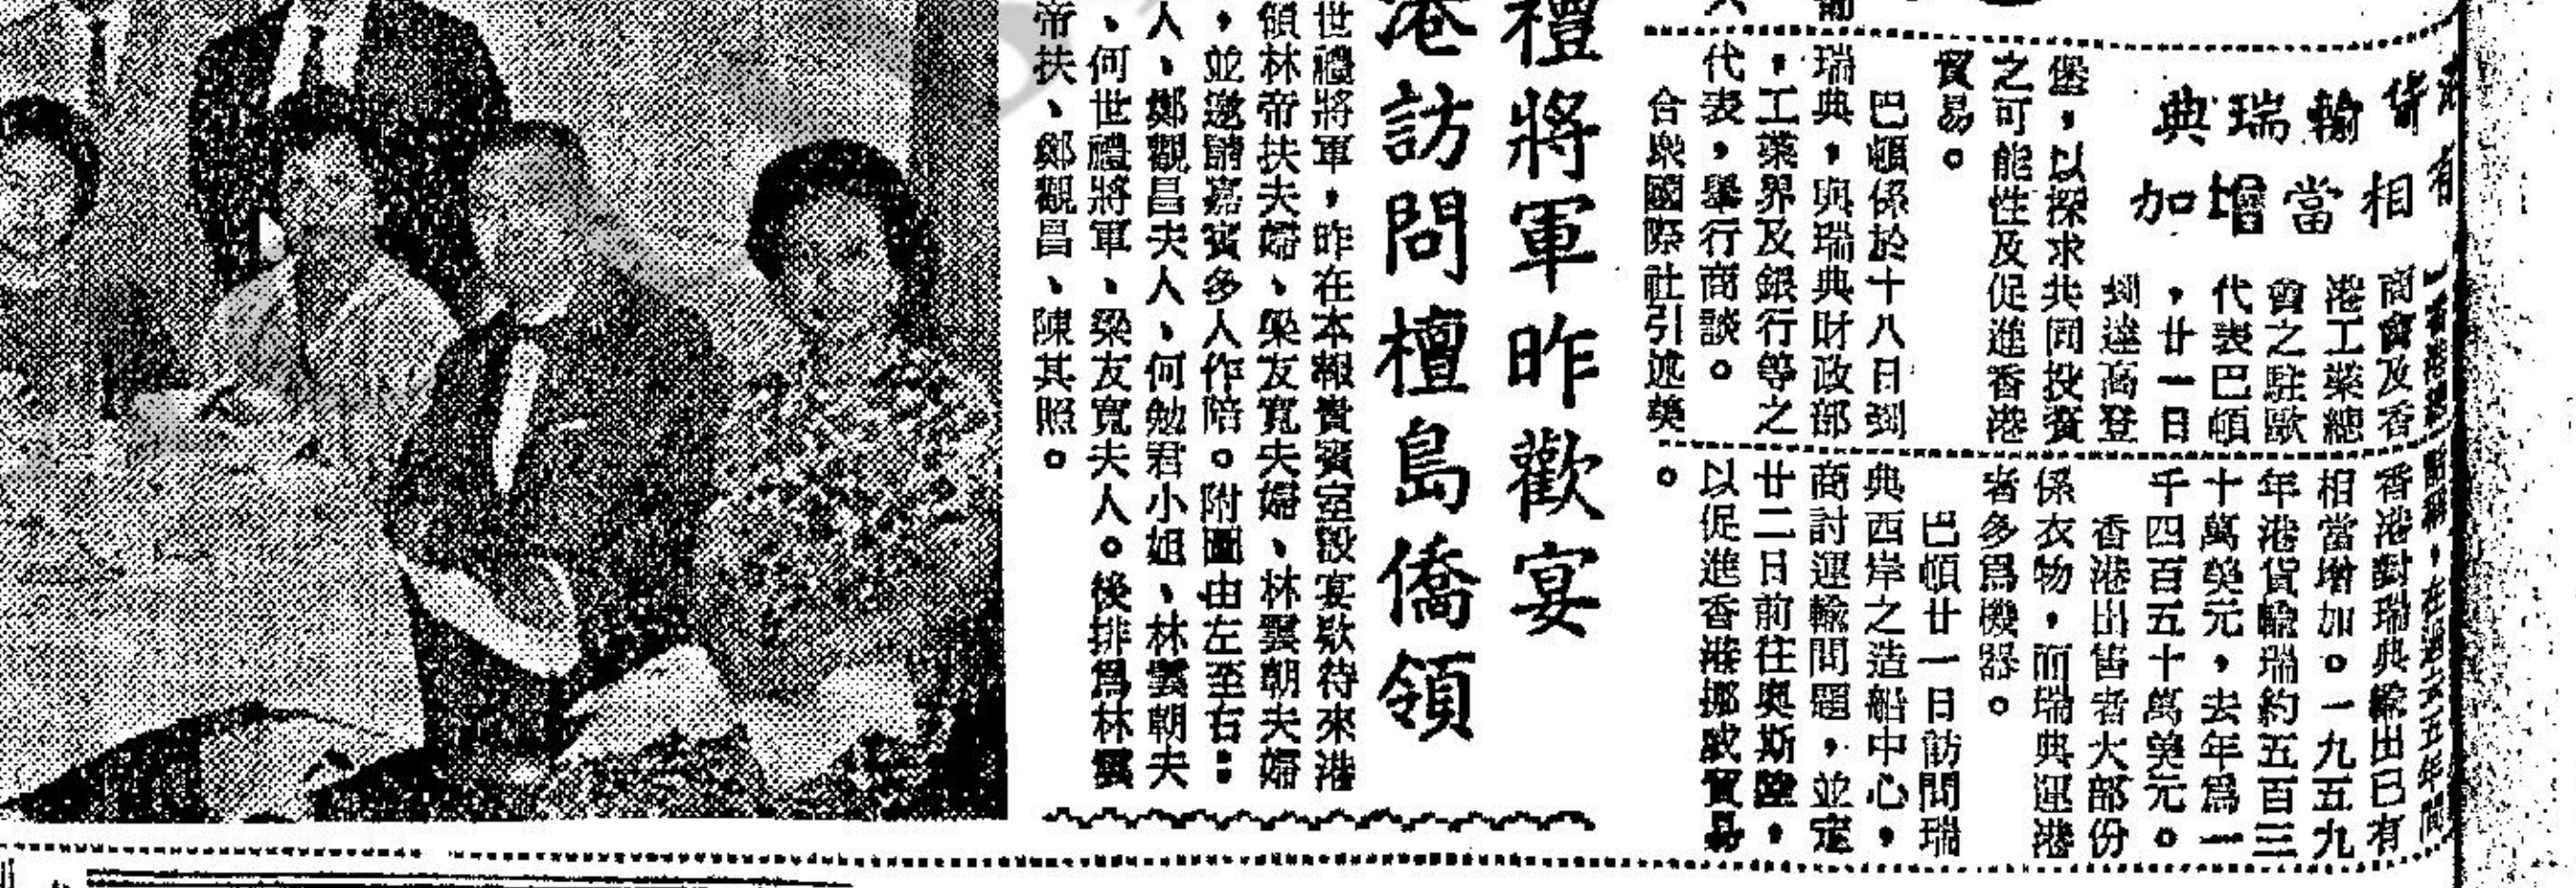 貨輸瑞典
有相當增加
商會及香
港工業總
會之駐歐
代表巴頓
，廿一日
到達高登
堡，以探求共同投資
之可能性及促進香港
貿易。
巴頓係於十八日到
瑞典，與瑞典財政部
，工業界及銀行等之
代表，舉行商談。
合衆國際社引述英
稱，在過去五年間
香港對瑞典輸出已有
相當增加。一九五九
年港貨輸瑞約五百三
十萬美元，去年爲一
千四百五十萬美元。
香港出售者大部份
係衣物，而瑞典運港
者多爲機器。
巴頓廿一日訪問瑞
典西岸之造船中心，
商討運輸問題，並定
廿二日前往奧斯陸，
以促進香港挪威貿易
。
禮將軍昨歡宴
港訪問檀島僑領
世禮將軍，昨在本報貴賓室設宴欵待來港
領林帝扶夫婦、梁友寬夫婦、林雲朝夫婦
，並邀請嘉賓多人作陪。附圖由左至右：
人、鄭觀昌夫人、何勉君小姐、林雲朝夫
、何世禮將軍、梁友寬夫人。後排爲林雲
帝扶、鄭觀昌、陳其照。